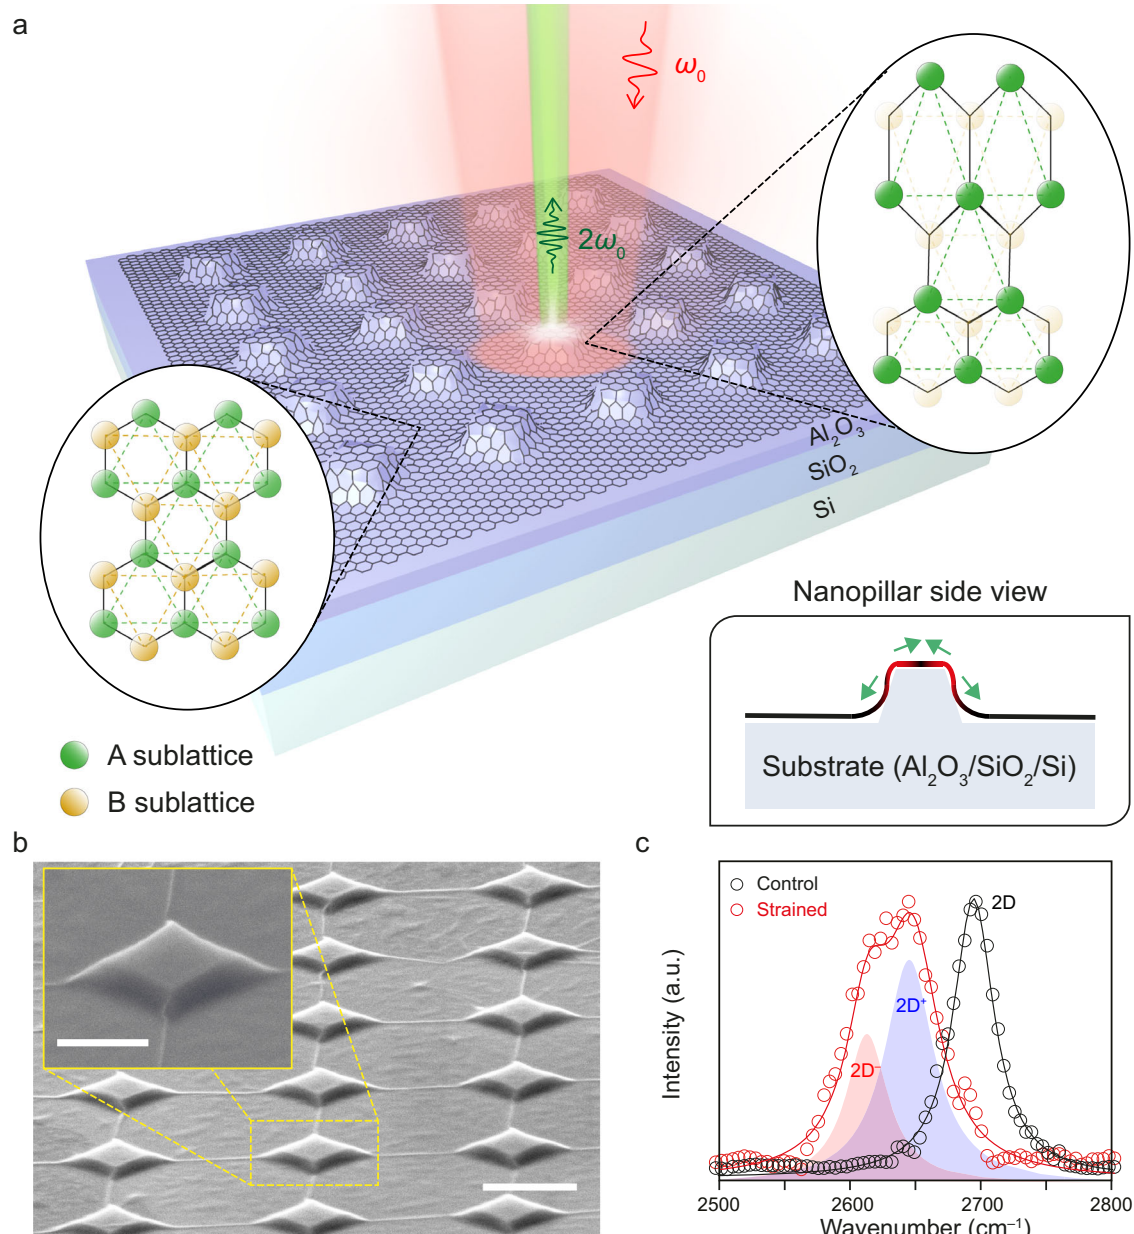 a
ω₀
2ω₀
Al₂O₃
SiO₂
Si
Nanopillar side view
Substrate (Al₂O₃/SiO₂/Si)
A sublattice
B sublattice
b
c
Control
Strained
2D
2D⁺
2D⁻
Intensity (a.u.)
2500 2600 2700 2800
Wavenumber (cm⁻¹)